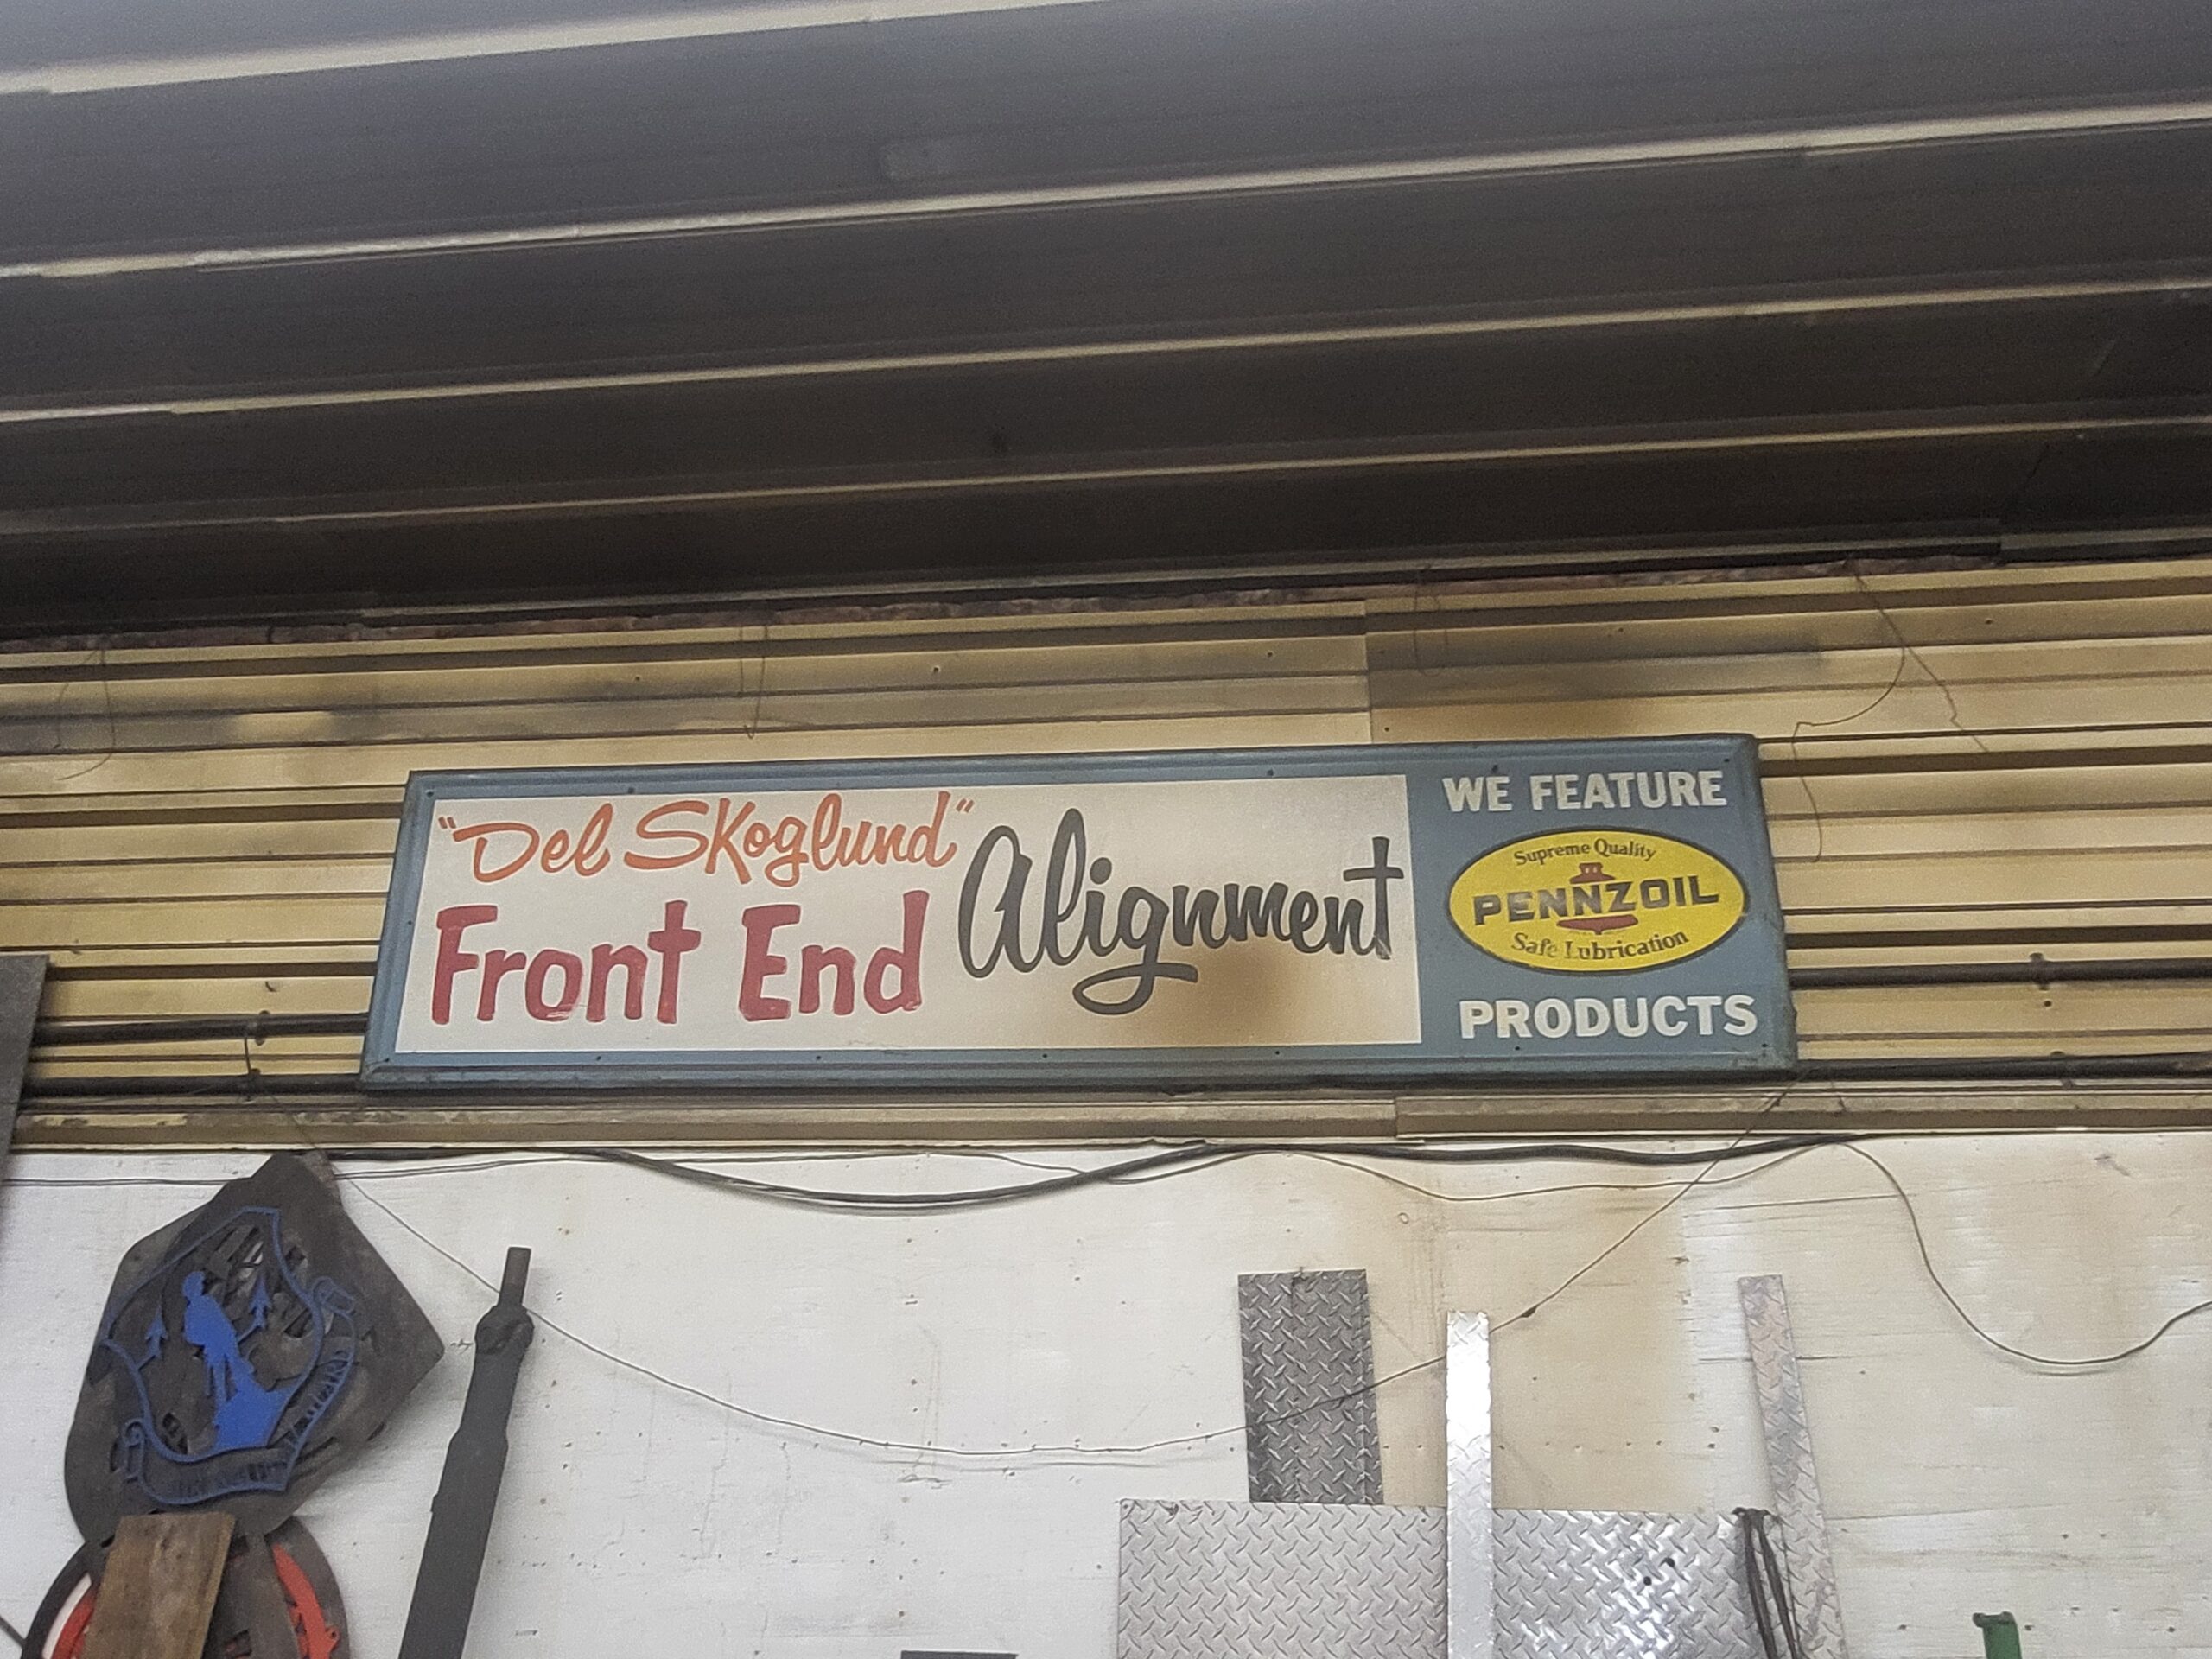 "Del Skoglund"
Front End Alignment
WE FEATURE
Supreme Quality
PENNZOIL
Safe Lubrication
PRODUCTS